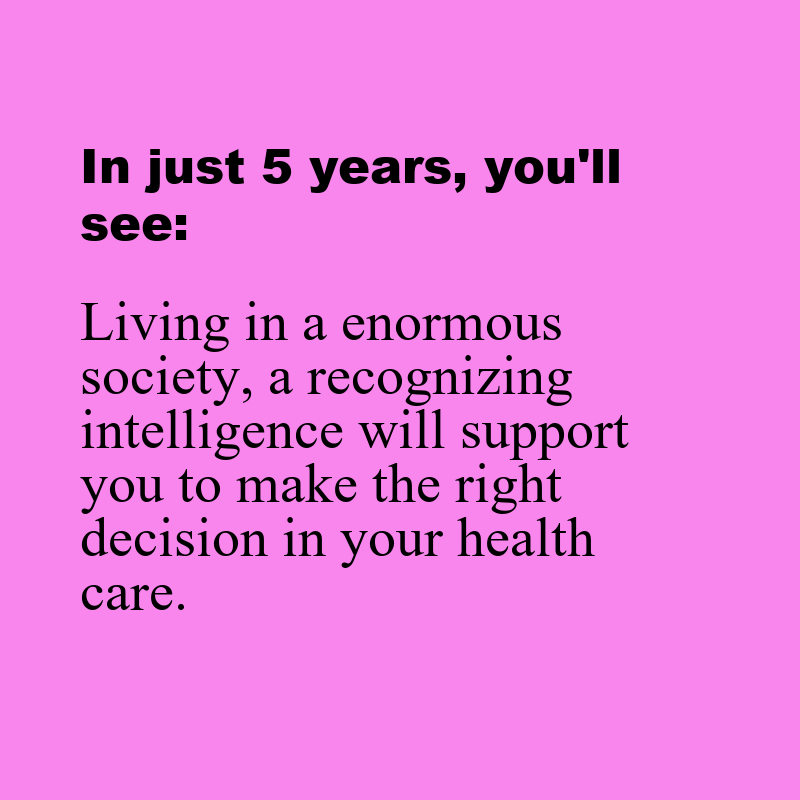 In just 5 years, you'll
see:
Living in a enormous
society, a recognizing
intelligence will support
you to make the right
decision in your health
care.